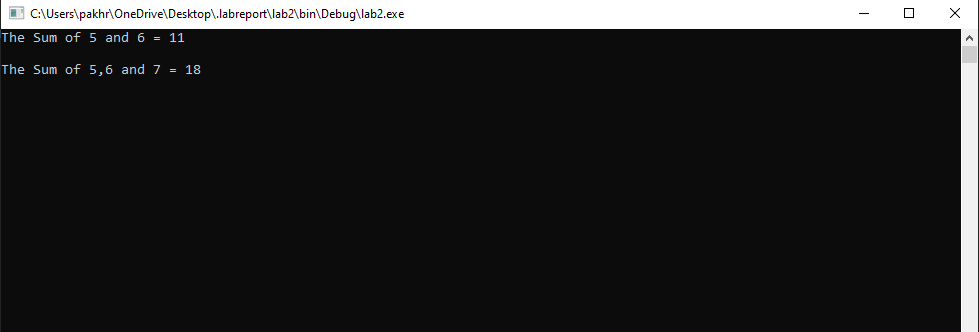 C:\Users\pakhr\OneDrive\Desktop\.labreport\lab2\bin\Debug\lab2.exe
The Sum of 5 and 6 = 11
The Sum of 5,6 and 7 = 18